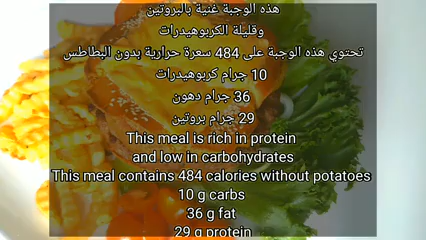 هذه الوجبة غنية بالبروتين
وقليلة الكربوهيدرات
تحتوي هذه الوجبة على 484 سعرة حرارية بدون البطاطس
10 جرام كربوهيدرات
36 جرام دهون
29 جرام بروتين
This meal is rich in protein
and low in carbohydrates
This meal contains 484 calories without potatoes
10 g carbs
36 g fat
29 g protein